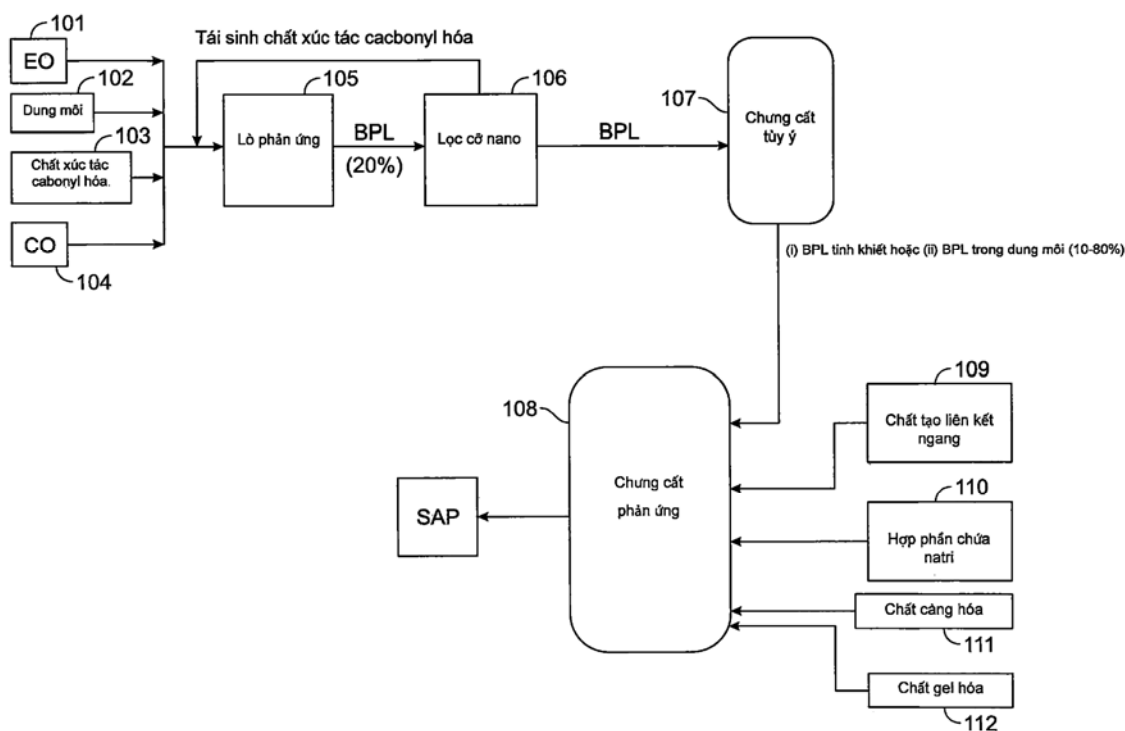 101
EO
102
Dung môi
103
Chất xúc tác
cabonyl hóa.
CO
104
Tái sinh chất xúc tác cacbonyl hóa
105
Lò phản ứng
BPL
(20%)
106
Lọc cỡ nano
BPL
107
Chưng cất
tùy ý
(i) BPL tinh khiết hoặc (ii) BPL trong dung môi (10-80%)
108
Chưng cất
phản ứng
SAP
109
Chất tạo liên kết
ngang
110
Hợp phần chứa
natri
Chất càng hóa
111
Chất gel hóa
112